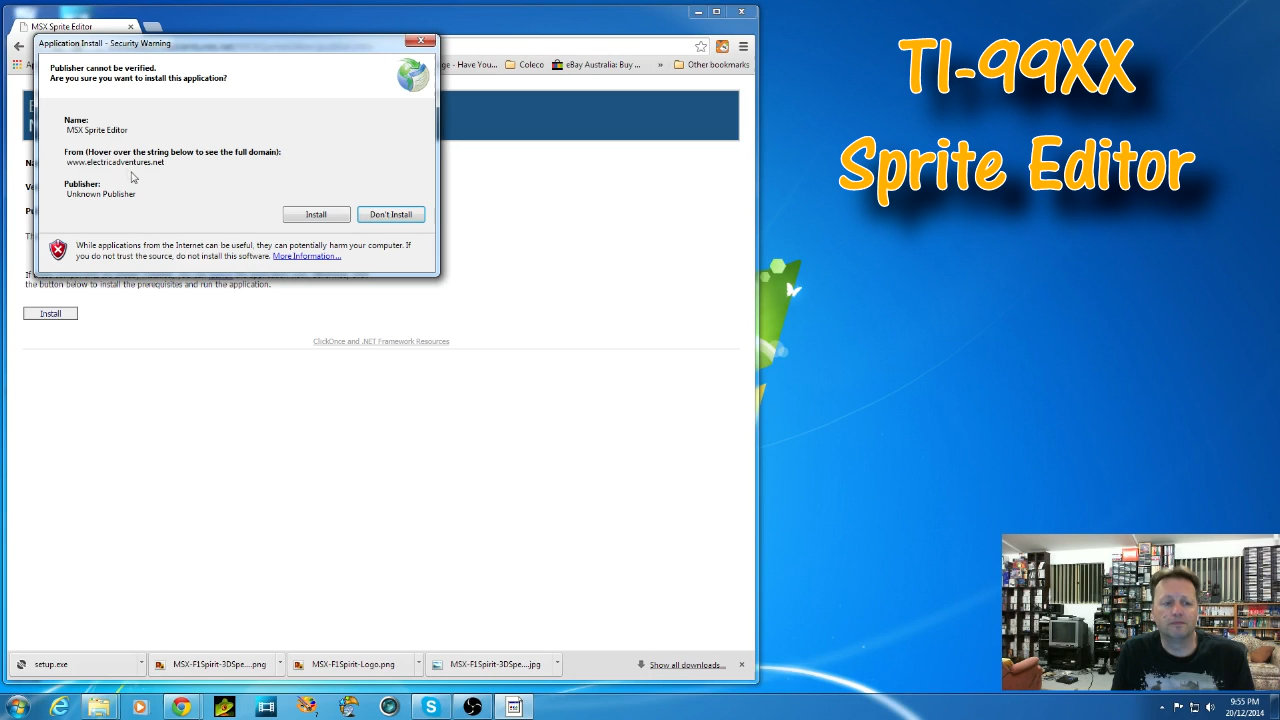 MSX Sprite Editor
Application Install - Security Warning
Publisher cannot be verified.
Are you sure you want to install this application?
Name:
MSX Sprite Editor
From (Hover over the string below to see the full domain):
www.electricadventures.net
Publisher:
Unknown Publisher
Install
Don't Install
While applications from the Internet can be useful, they can potentially harm your computer. If
you do not trust the source, do not install this software. More Information...
ge - Have You...
Coleco
eBay Australia: Buy ...
»
Other bookmarks
the button below to install the prerequisites and run the application.
Install
ClickOnce and .NET Framework Resources
setup.exe
MSX-F1Spirit-3DSpe....png
MSX-F1Spirit-Logo.png
MSX-F1Spirit-3DSpe...jpg
Show all downloads...
TI-99XX
Sprite Editor
9:55 PM
20/12/2014